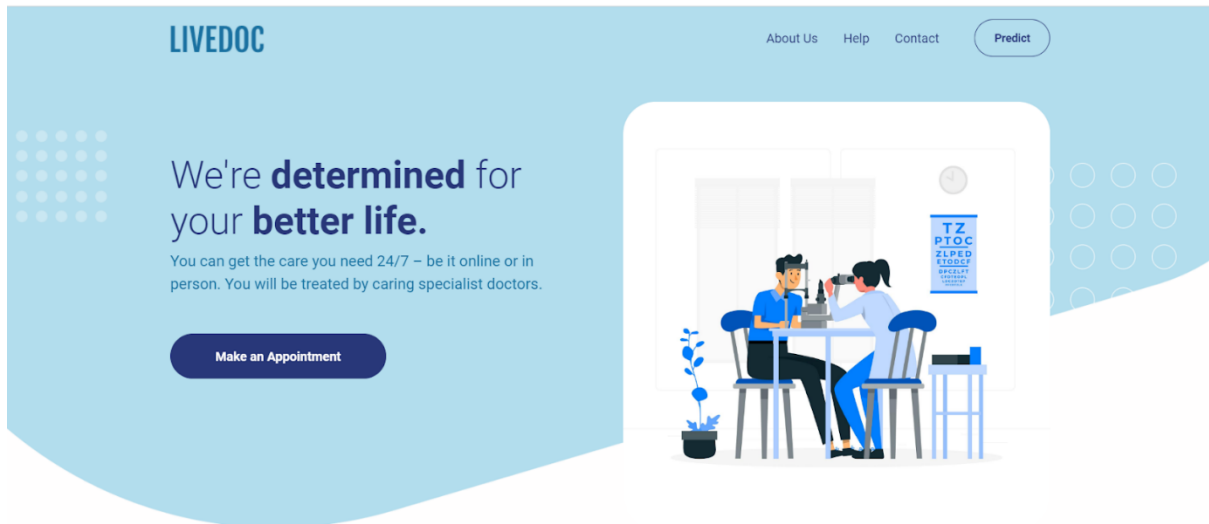 LIVEDOC
About Us Help Contact Predict
We're determined for
your better life.
You can get the care you need 24/7 – be it online or in
person. You will be treated by caring specialist doctors.
Make an Appointment
TZ
PTOC
ZLPED
ETODCF